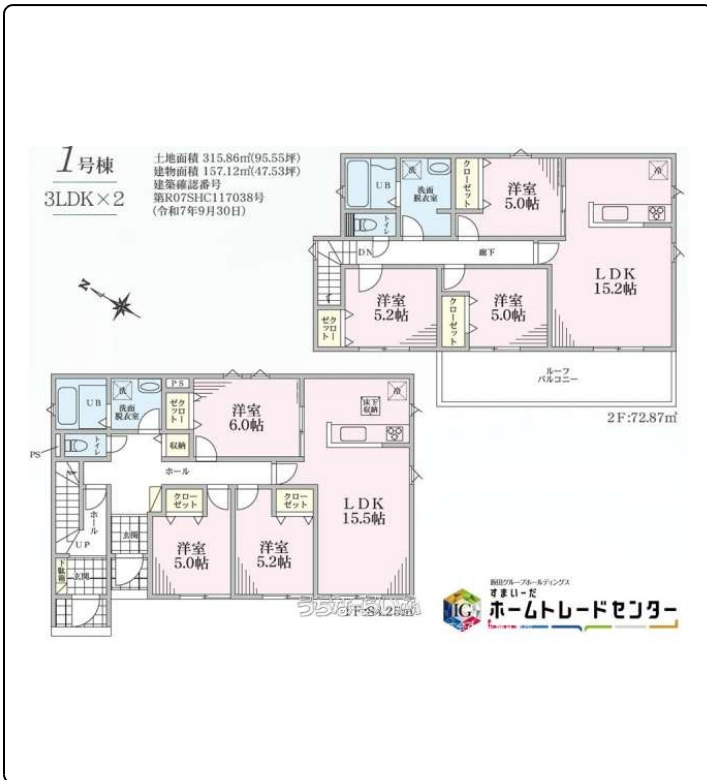 1号棟
3LDK×2
土地面積 315.86㎡(95.55坪)
建物面積 157.12㎡(47.53坪)
建築確認番号
第R07SHC117038号
(令和7年9月30日)
N
UB
洗
洗面
脱衣室
クローゼット
洋室
5.0帖
冷
トイレ
DN
廊下
LDK
15.2帖
クロー
ゼット
洋室
5.2帖
クローゼット
洋室
5.0帖
ルーフ
バルコニー
2F:72.87㎡
UB
洗
洗面
脱衣室
PS
クロー
ゼット
洋室
6.0帖
床下
収納
冷
PS
トイレ
収納
ホール
ホール
UP
玄関
クロー
ゼット
洋室
5.0帖
クロー
ゼット
洋室
5.2帖
LDK
15.5帖
下駄箱
玄関
1F:84.25㎡
飯田グループホールディングス
すまいーだ
IG
ホームトレードセンター